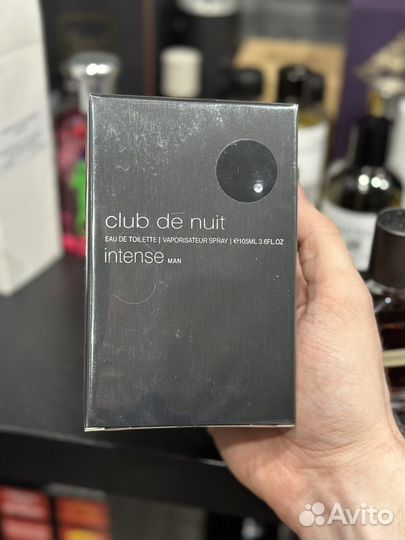 club de nuit
EAU DE TOILETTE | VAPORISATEUR SPRAY | ℮105ML 3.6FL.OZ
intense MAN
Avito